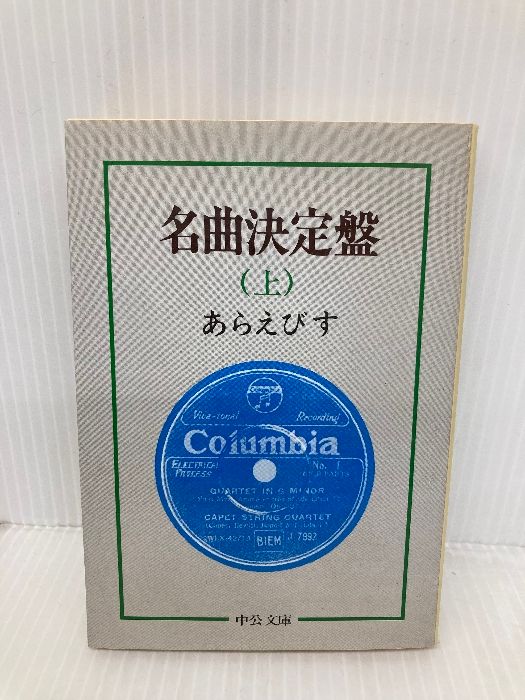 名曲決定盤
（上）
あらえびす
Viva-tonal Recording
Columbia
ELECTRICAL
PROCESS
No. 1
QUARTET IN G MINOR
CAPET STRING QUARTET
BIEM J 7992
中公文庫